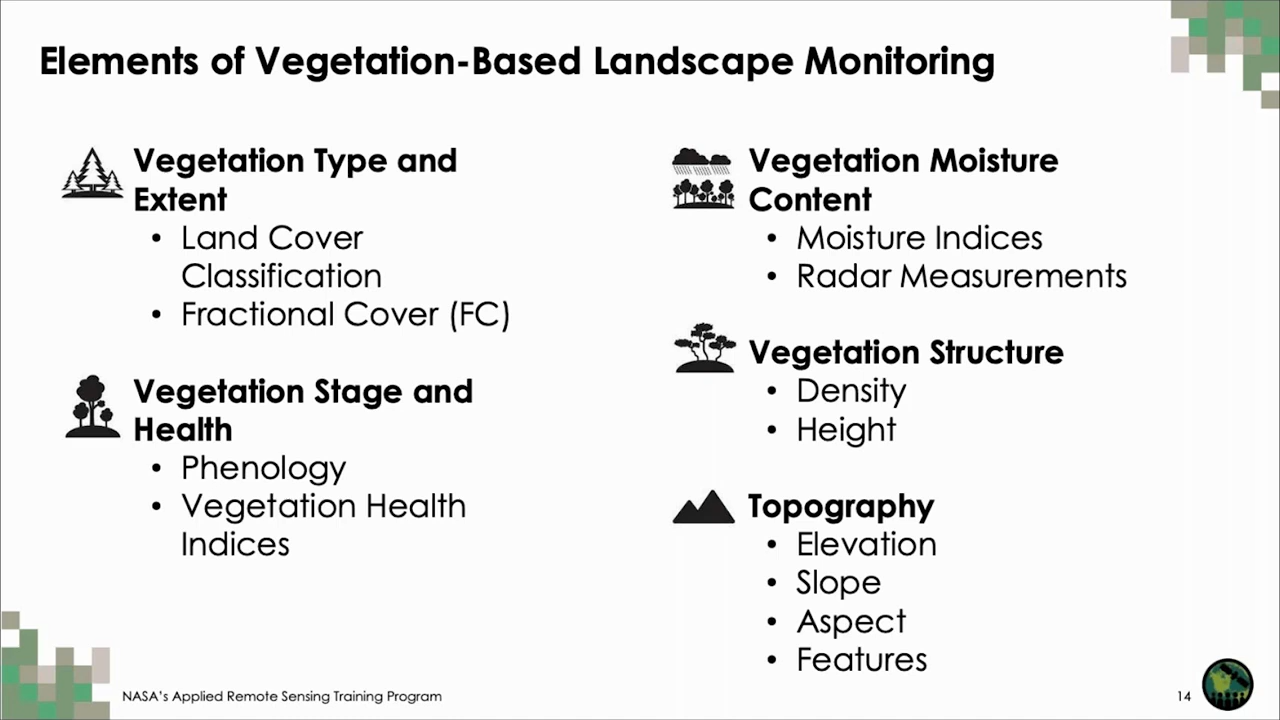 Elements of Vegetation-Based Landscape Monitoring
Vegetation Type and
Extent
• Land Cover
Classification
• Fractional Cover (FC)
Vegetation Stage and
Health
• Phenology
• Vegetation Health
Indices
Vegetation Moisture
Content
• Moisture Indices
• Radar Measurements
Vegetation Structure
• Density
• Height
Topography
• Elevation
• Slope
• Aspect
• Features
NASA's Applied Remote Sensing Training Program
14